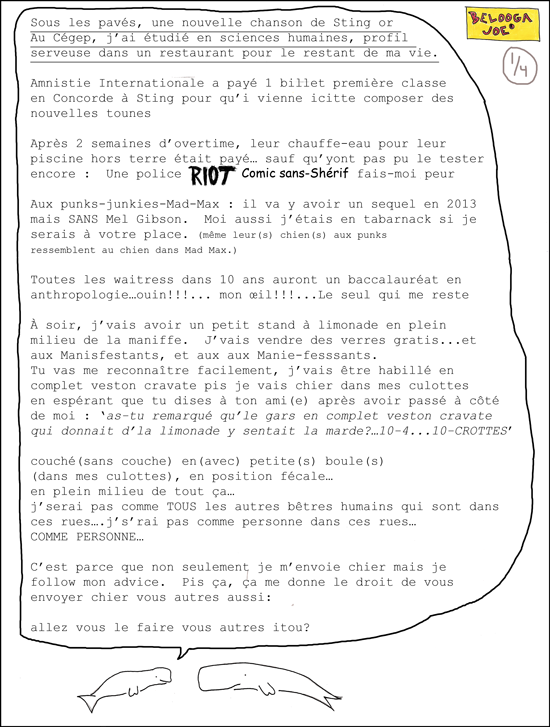 BELOOGA
JOE
1/4
Sous les pavés, une nouvelle chanson de Sting or
Au Cégep, j’ai étudié en sciences humaines, profil
serveuse dans un restaurant pour le restant de ma vie.
Amnistie Internationale a payé 1 billet première classe
en Concorde à Sting pour qu’i vienne icitte composer des
nouvelles tounes
Après 2 semaines d’overtime, leur chauffe-eau pour leur
piscine hors terre était payé… sauf qu’yont pas pu le tester
encore : Une police RIOT Comic sans-Shérif fais-moi peur
Aux punks-junkies-Mad-Max : il va y avoir un sequel en 2013
mais SANS Mel Gibson. Moi aussi j’étais en tabarnack si je
serais à votre place. (même leur(s) chien(s) aux punks
ressemblent au chien dans Mad Max.)
Toutes les waitress dans 10 ans auront un baccalauréat en
anthropologie…ouin!!!... mon œil!!!...Le seul qui me reste
À soir, j’vais avoir un petit stand à limonade en plein
milieu de la maniffe. J’vais vendre des verres gratis...et
aux Manisfestants, et aux aux Manie-fesssants.
Tu vas me reconnaître facilement, j’vais être habillé en
complet veston cravate pis je vais chier dans mes culottes
en espérant que tu dises à ton ami(e) après avoir passé à côté
de moi : ‘as-tu remarqué qu’le gars en complet veston cravate
qui donnait d’la limonade y sentait la marde?…10-4...10-CROTTES’
couché(sans couche) en(avec) petite(s) boule(s)
(dans mes culottes), en position fécale…
en plein milieu de tout ça…
j’serai pas comme TOUS les autres bêtres humains qui sont dans
ces rues….j’s’rai pas comme personne dans ces rues…
COMME PERSONNE…
C’est parce que non seulement je m’envoie chier mais je
follow mon advice. Pis ça, ça me donne le droit de vous
envoyer chier vous autres aussi:
allez vous le faire vous autres itou?